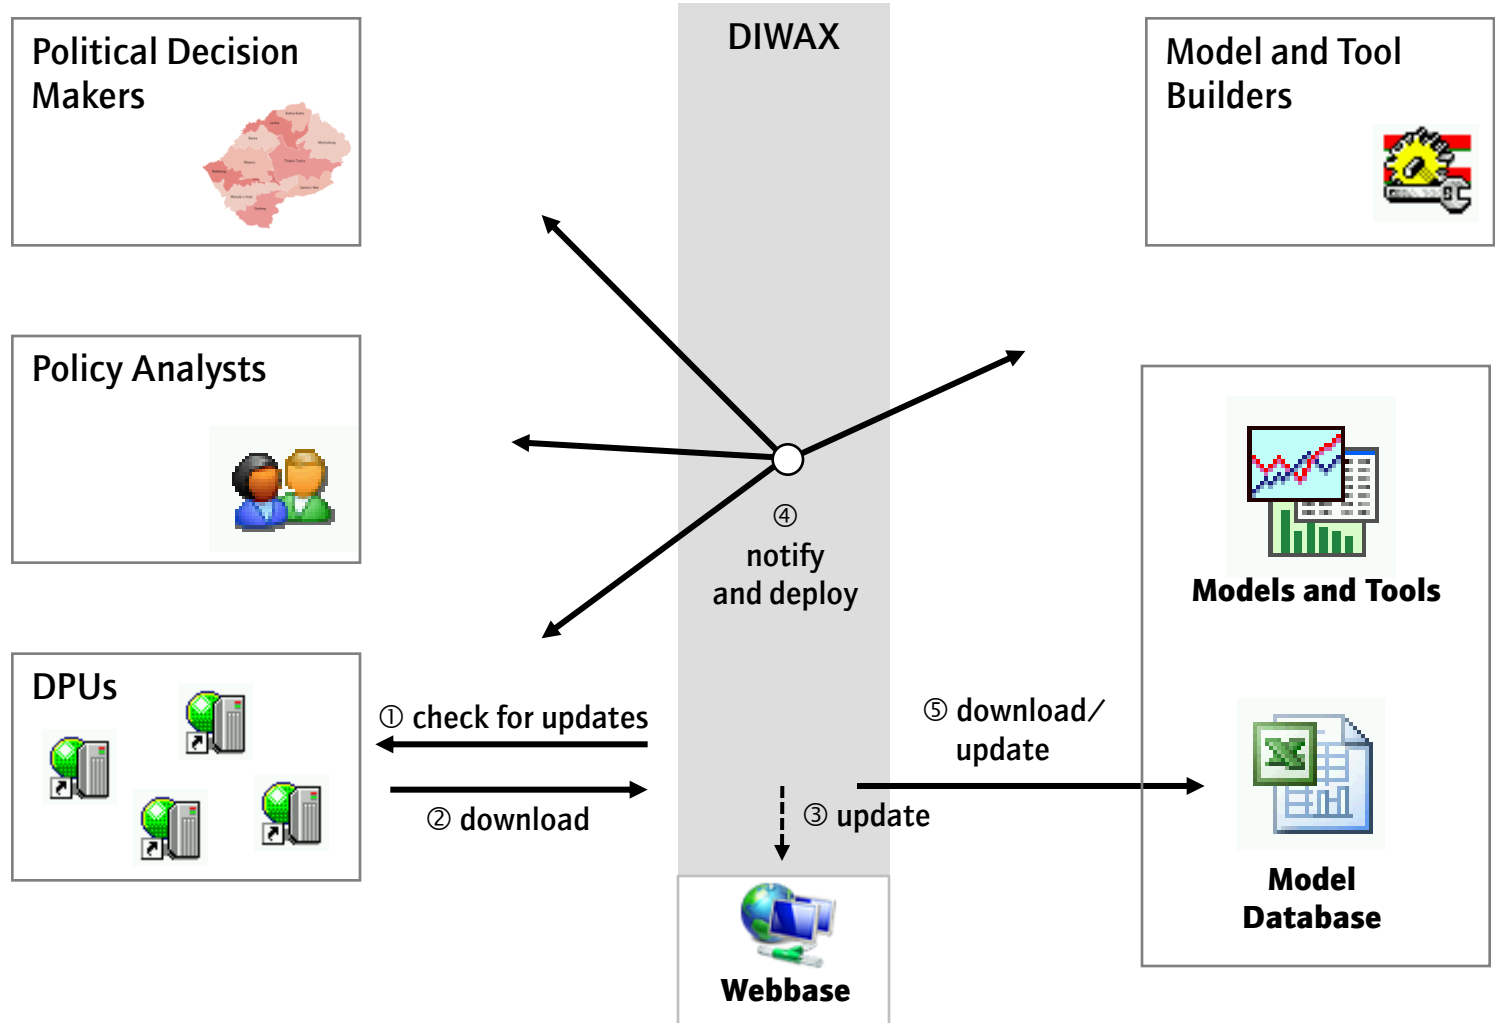 Political Decision
Makers
DIWAX
Model and Tool
Builders
Policy Analysts
④
notify
and deploy
Models and Tools
DPUs
① check for updates
② download
③ update
⑤ download/
update
Model
Database
Webbase